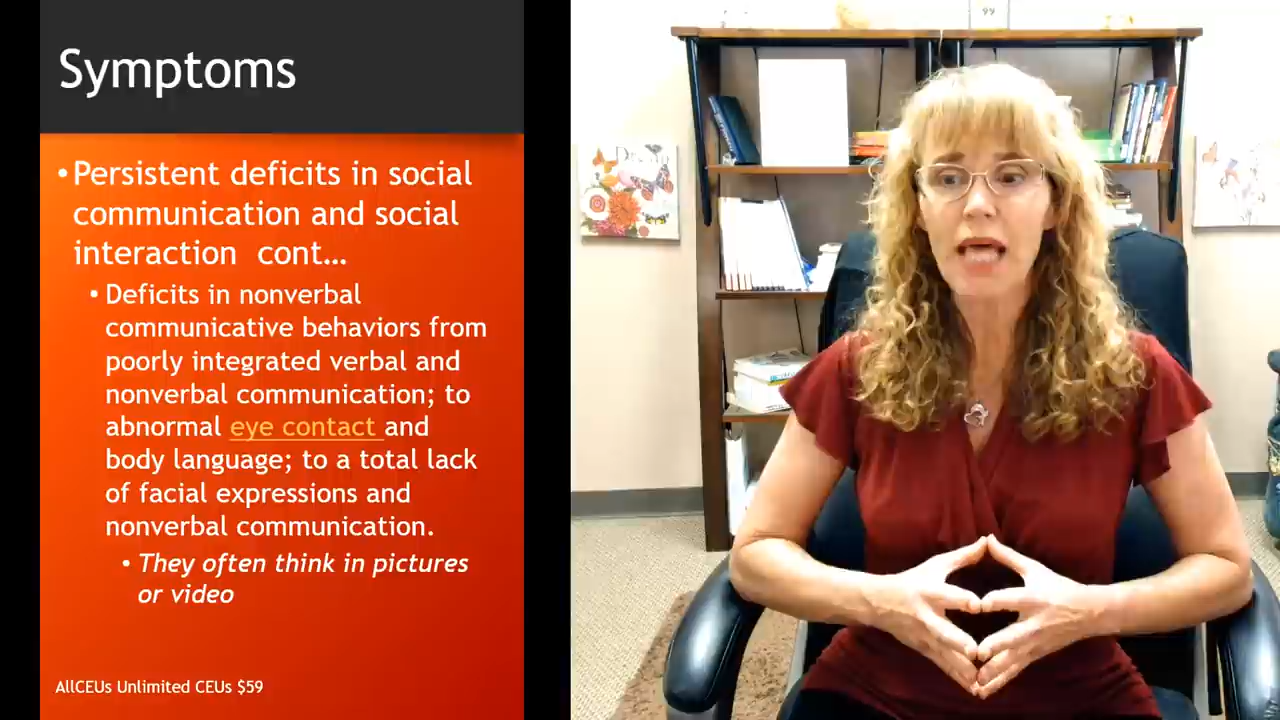 Symptoms
•Persistent deficits in social
communication and social
interaction cont…
• Deficits in nonverbal
communicative behaviors from
poorly integrated verbal and
nonverbal communication; to
abnormal eye contact and
body language; to a total lack
of facial expressions and
nonverbal communication.
• They often think in pictures
or video
AllCEUs Unlimited CEUs $59
99